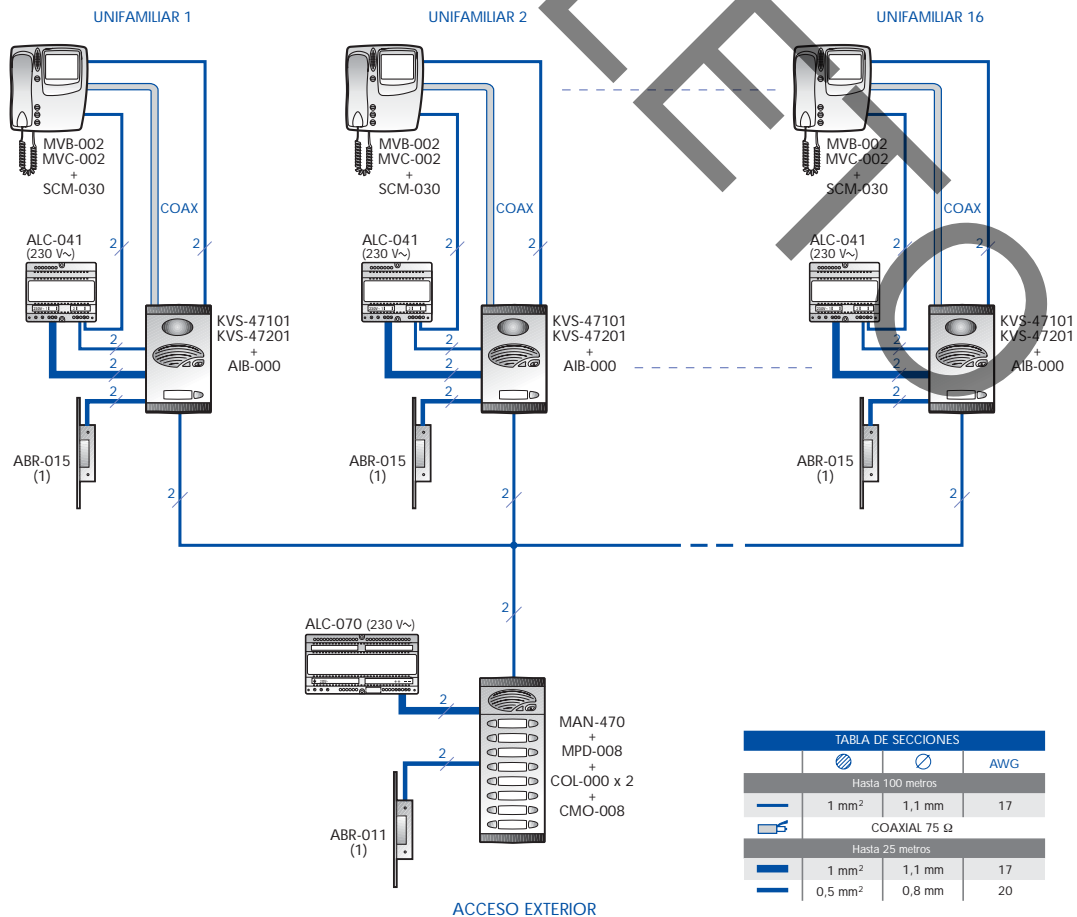 UNIFAMILIAR 1
UNIFAMILIAR 2
UNIFAMILIAR 16
MVB-002
MVC-002
+
SCM-030
MVB-002
MVC-002
+
SCM-030
MVB-002
MVC-002
+
SCM-030
COAX
COAX
COAX
ALC-041
(230 V~)
2
2
ALC-041
(230 V~)
2
2
ALC-041
(230 V~)
2
2
KVS-47101
KVS-47201
+
AIB-000
KVS-47101
KVS-47201
+
AIB-000
KVS-47101
KVS-47201
+
AIB-000
2
2
2
2
2
2
2
2
2
ABR-015
(1)
ABR-015
(1)
ABR-015
(1)
2
2
2
2
ALC-070 (230 V~)
2
2
MAN-470
+
MPD-008
+
COL-000 x 2
+
CMO-008
ABR-011
(1)
ACCESO EXTERIOR
TABLA DE SECCIONES
AWG
Hasta 100 metros
1 mm² 1,1 mm 17
COAXIAL 75 Ω
Hasta 25 metros
1 mm² 1,1 mm 17
0,5 mm² 0,8 mm 20